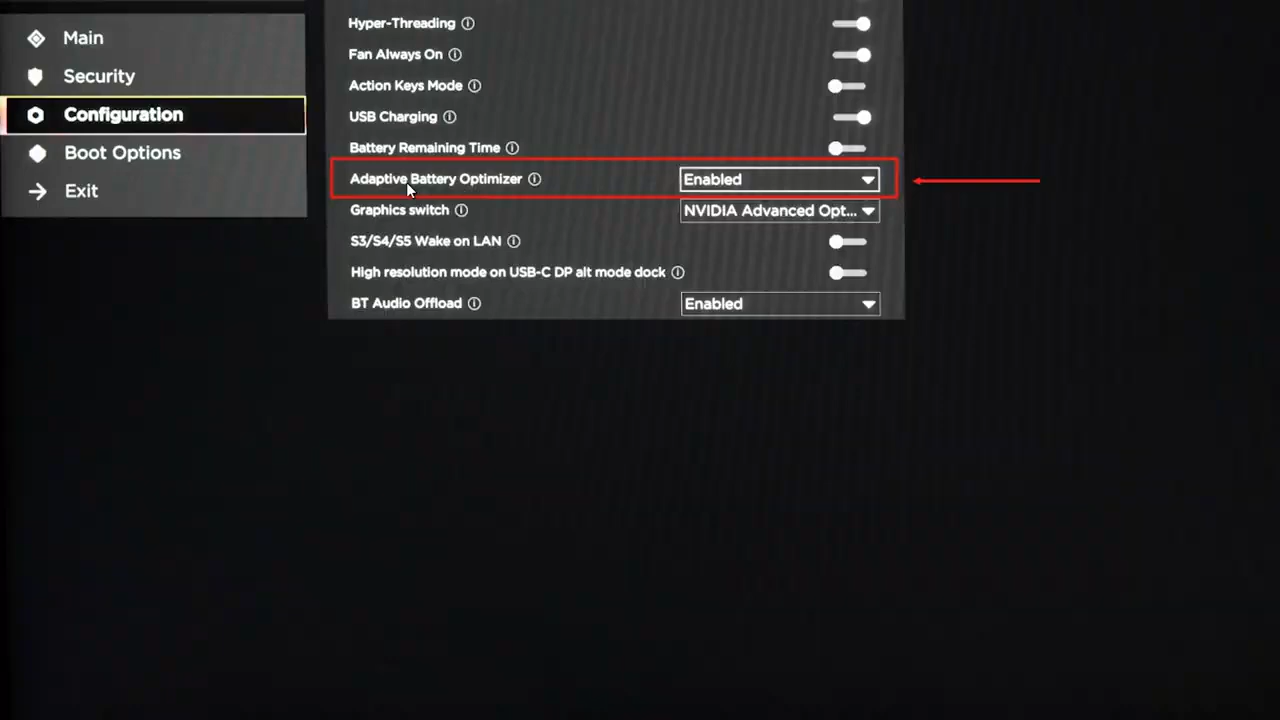 Main
Security
Configuration
Boot Options
Exit
Hyper-Threading
Fan Always On
Action Keys Mode
USB Charging
Battery Remaining Time
Adaptive Battery Optimizer Enabled
Graphics switch NVIDIA Advanced Opt...
S3/S4/S5 Wake on LAN
High resolution mode on USB-C DP alt mode dock
BT Audio Offload Enabled